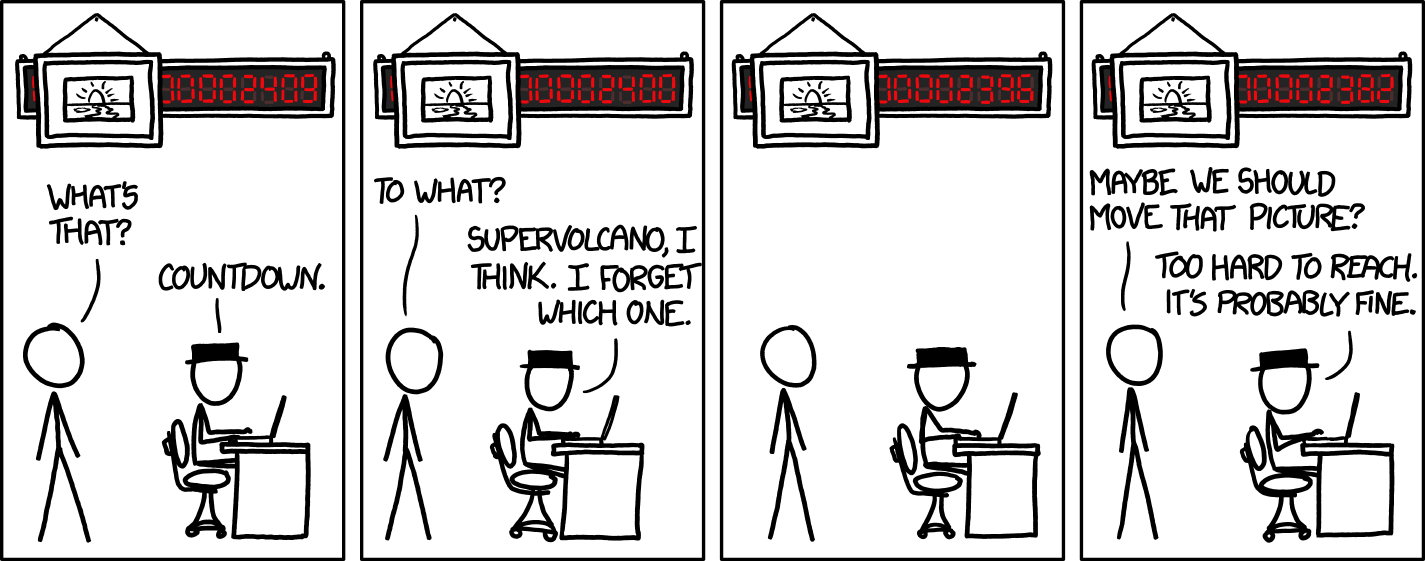 00002409
WHAT'S
THAT?
COUNTDOWN.
00002400
TO WHAT?
SUPERVOLCANO, I
THINK. I FORGET
WHICH ONE.
00002396
00002382
MAYBE WE SHOULD
MOVE THAT PICTURE?
TOO HARD TO REACH.
IT'S PROBABLY FINE.